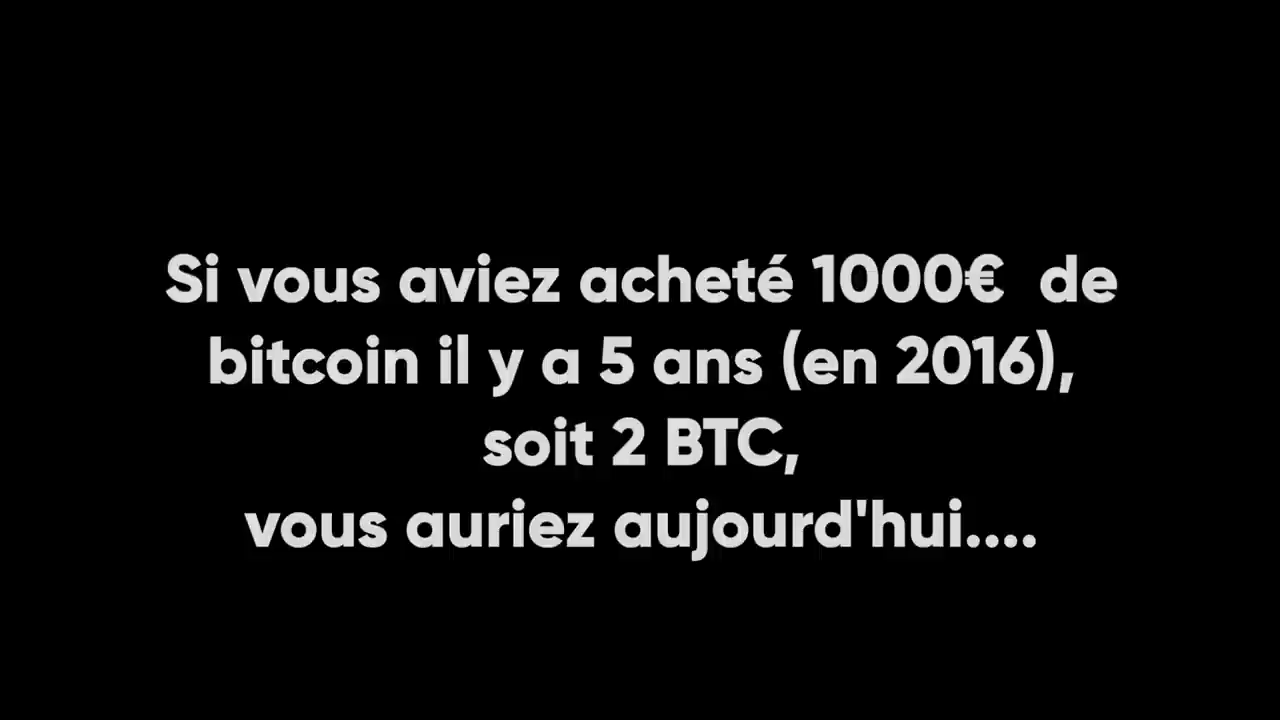 Si vous aviez acheté 1000€  de
bitcoin il y a 5 ans (en 2016),
soit 2 BTC,
vous auriez aujourd'hui....